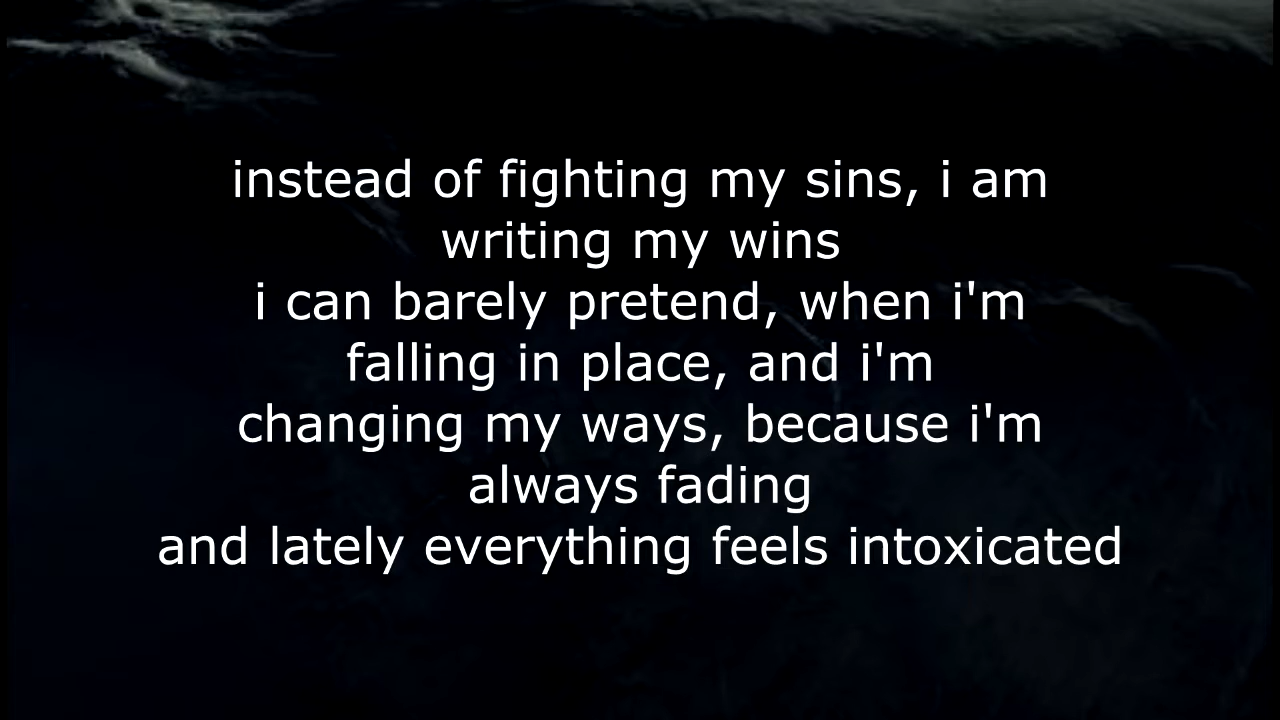 instead of fighting my sins, i am
writing my wins
i can barely pretend, when i'm
falling in place, and i'm
changing my ways, because i'm
always fading
and lately everything feels intoxicated